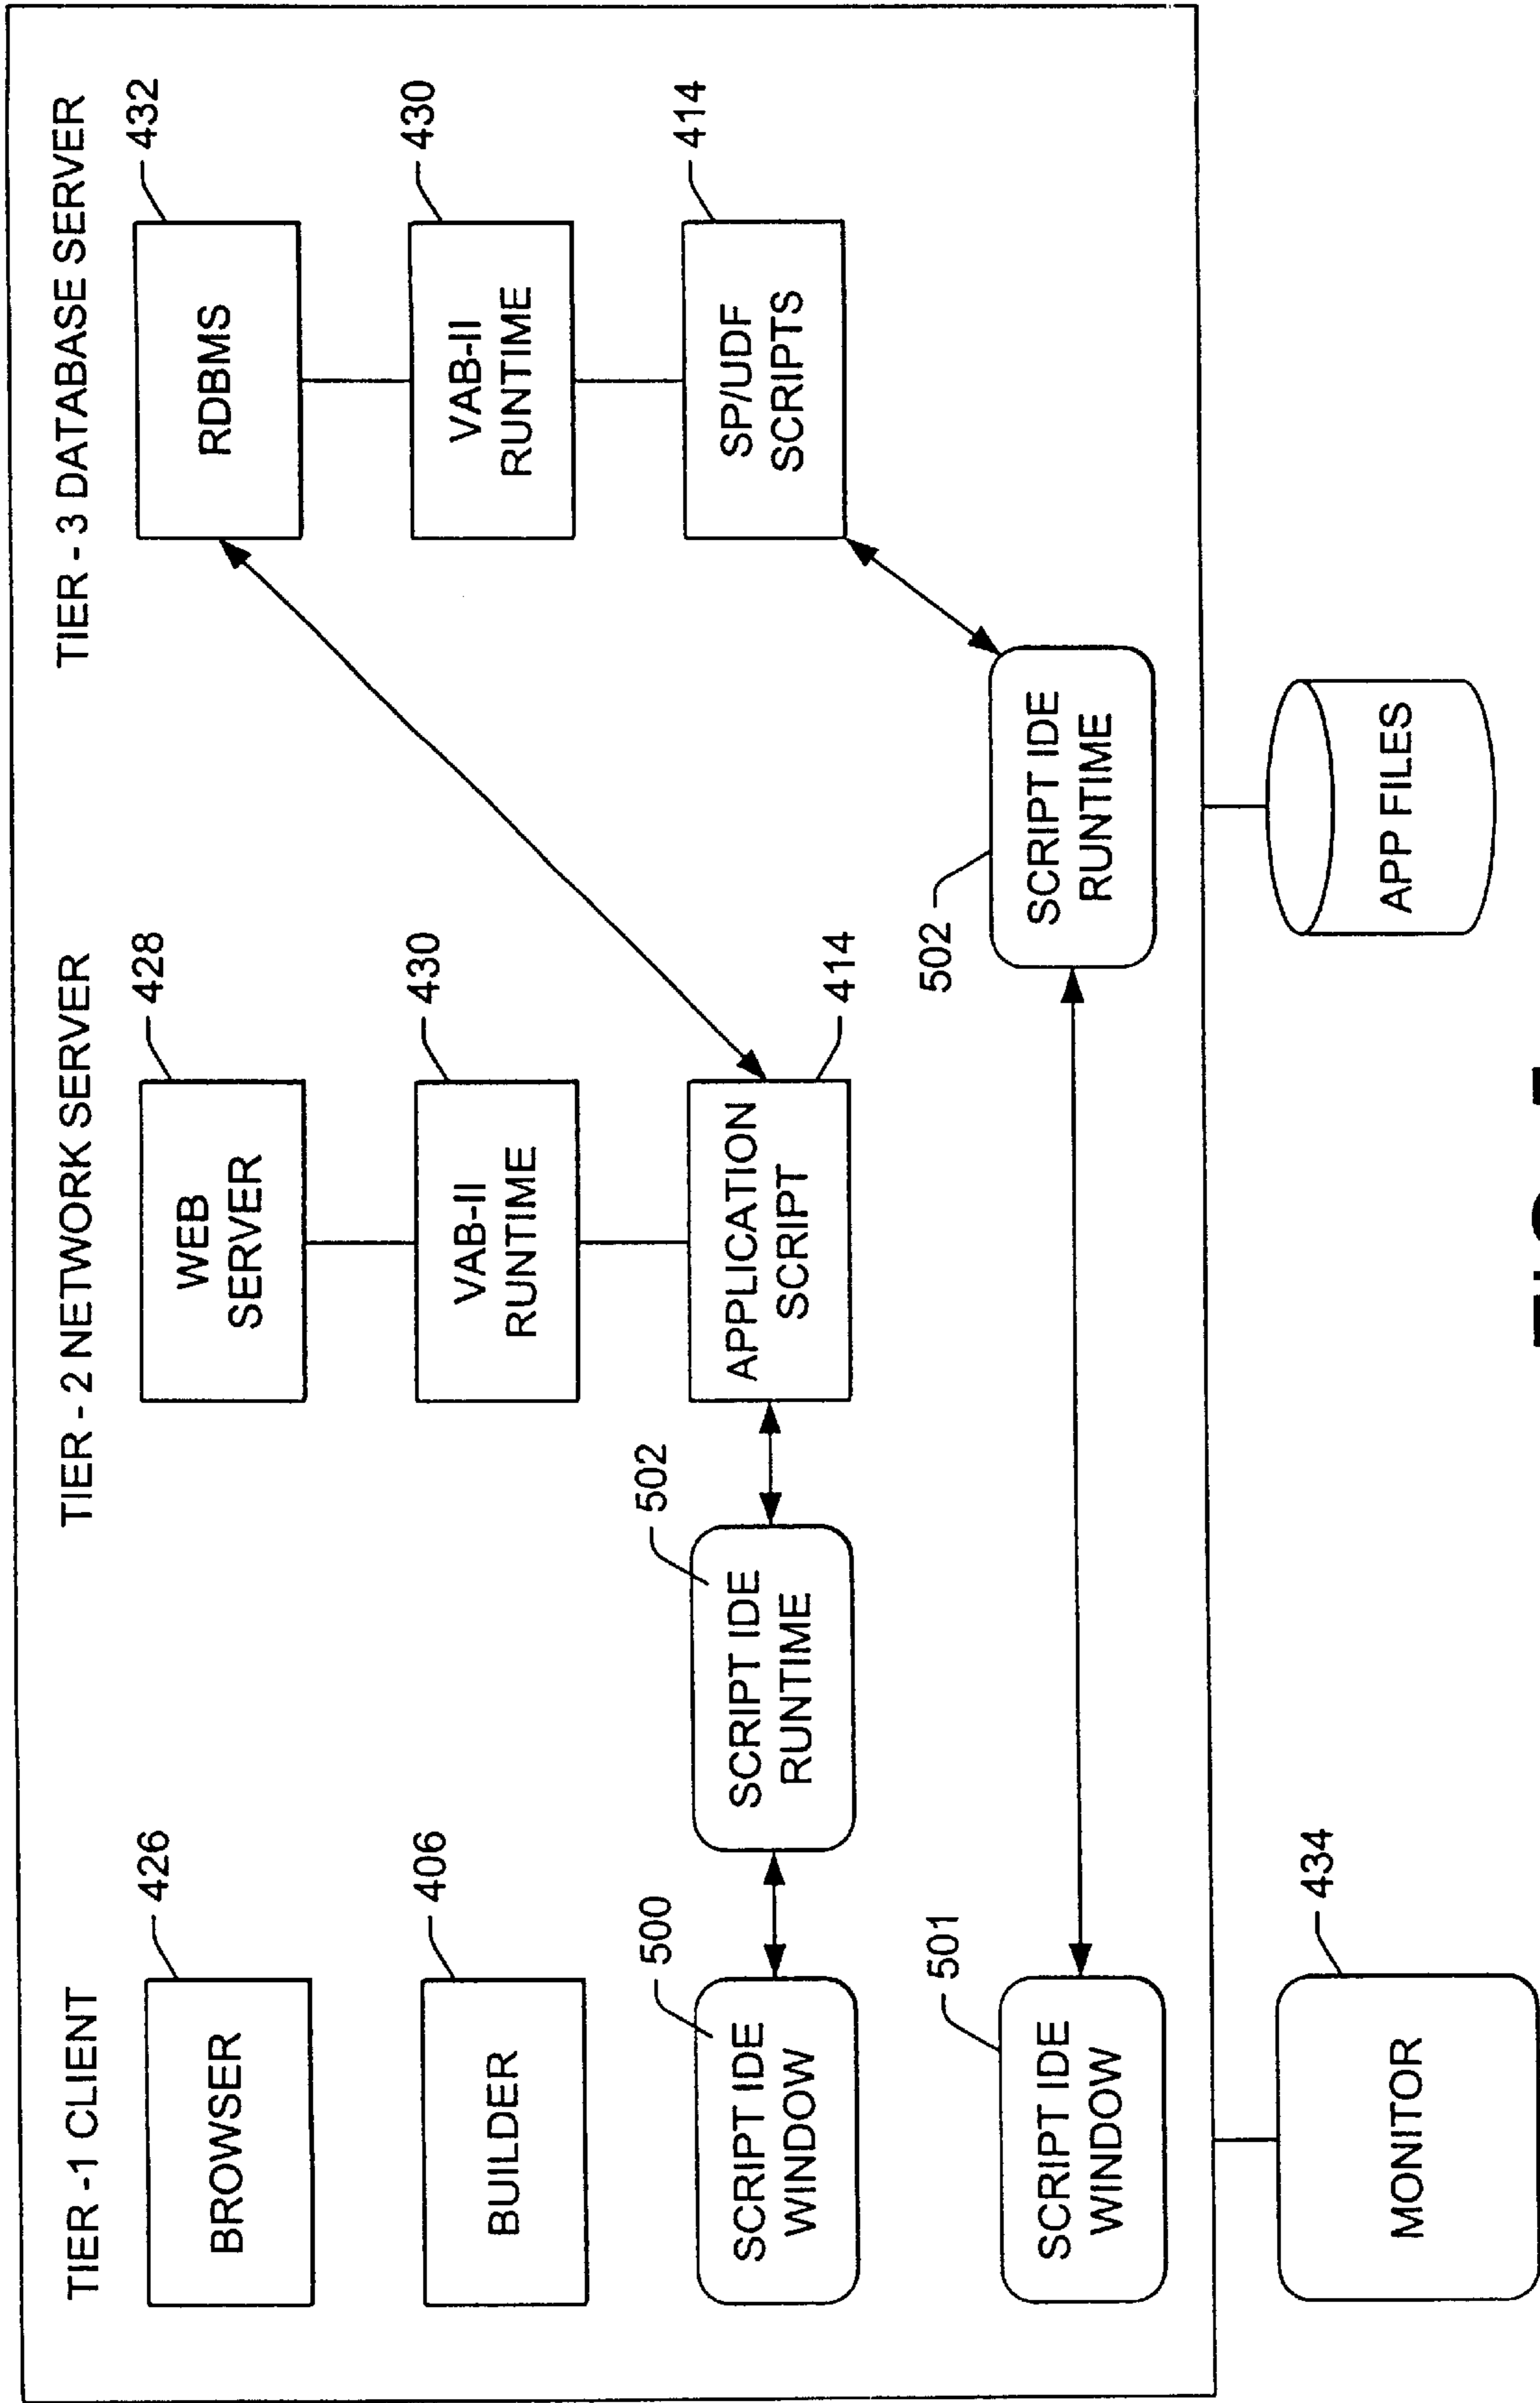 TIER -1 CLIENT
TIER - 2 NETWORK SERVER
TIER - 3 DATABASE SERVER
426
BROWSER
428
WEB
SERVER
432
RDBMS
406
BUILDER
430
VAB-II
RUNTIME
430
VAB-II
RUNTIME
500
SCRIPT IDE
WINDOW
502
SCRIPT IDE
RUNTIME
414
APPLICATION
SCRIPT
414
SP/UDF
SCRIPTS
501
SCRIPT IDE
WINDOW
502
SCRIPT IDE
RUNTIME
434
MONITOR
APP FILES